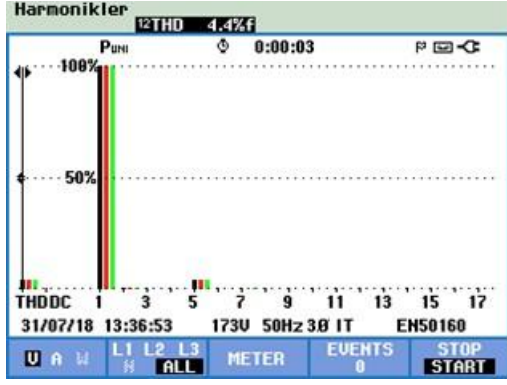 Harmonikler
12THD 4.4%f
PUNI 0:00:03
100%
50%
THDDC 1 3 5 7 9 11 13 15 17
31/07/18 13:36:53 173V 50Hz 3Ø IT EN50160
V A W L1 L2 L3 N ALL METER EVENTS 0 STOP START